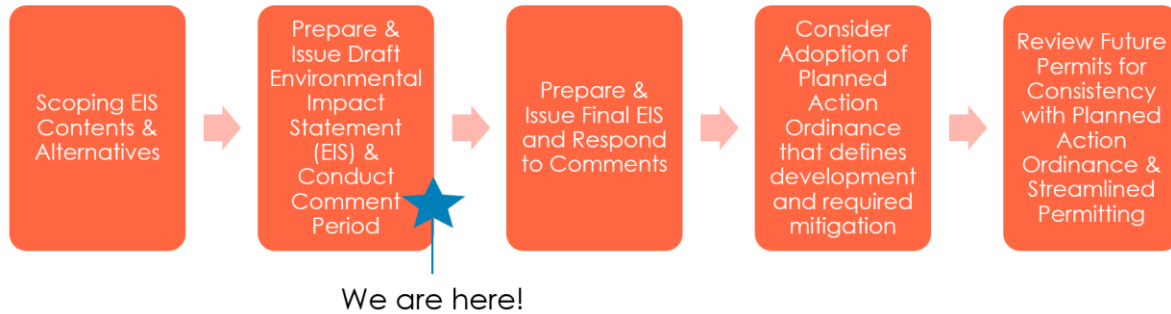 Scoping EIS
Contents &
Alternatives
Prepare &
Issue Draft
Environmental
Impact
Statement
(EIS) &
Conduct
Comment
Period
Prepare &
Issue Final EIS
and Respond
to Comments
Consider
Adoption of
Planned
Action
Ordinance
that defines
development
and required
mitigation
Review Future
Permits for
Consistency
with Planned
Action
Ordinance &
Streamlined
Permitting
We are here!